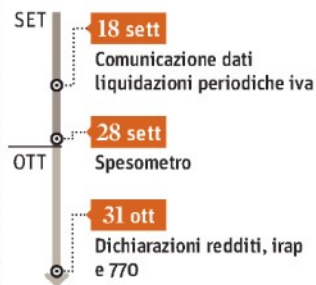 SET
18 sett
Comunicazione dati
liquidazioni periodiche iva
28 sett
OTT
Spesometro
31 ott
Dichiarazioni redditi, irap
e 770